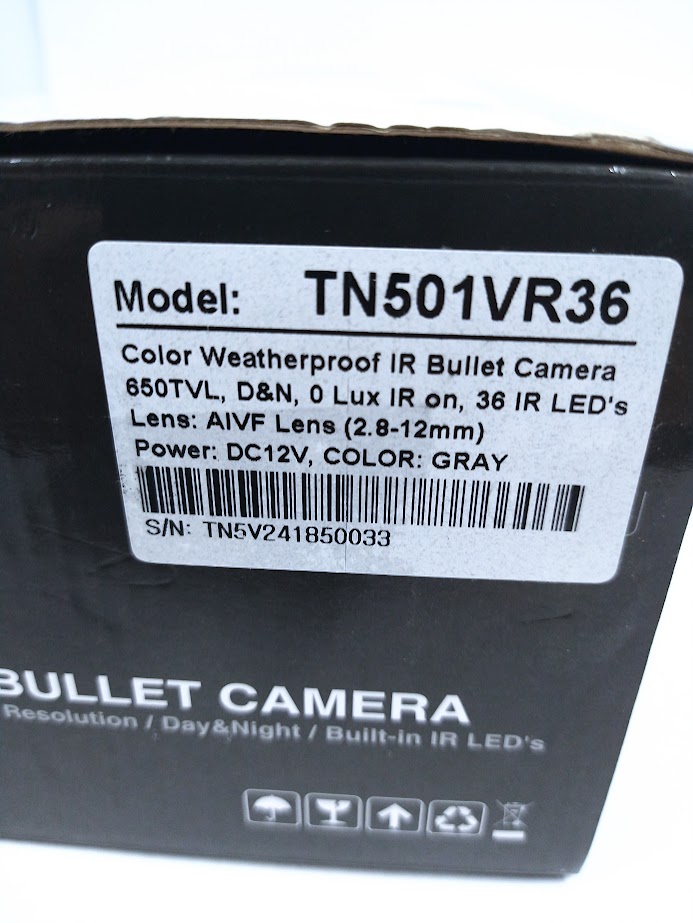 Model: TN501VR36
Color Weatherproof IR Bullet Camera
650TVL, D&N, 0 Lux IR on, 36 IR LED's
Lens: AIVF Lens (2.8-12mm)
Power: DC12V, COLOR: GRAY
S/N: TN5V241850033
BULLET CAMERA
Resolution / Day&Night / Built-in IR LED's